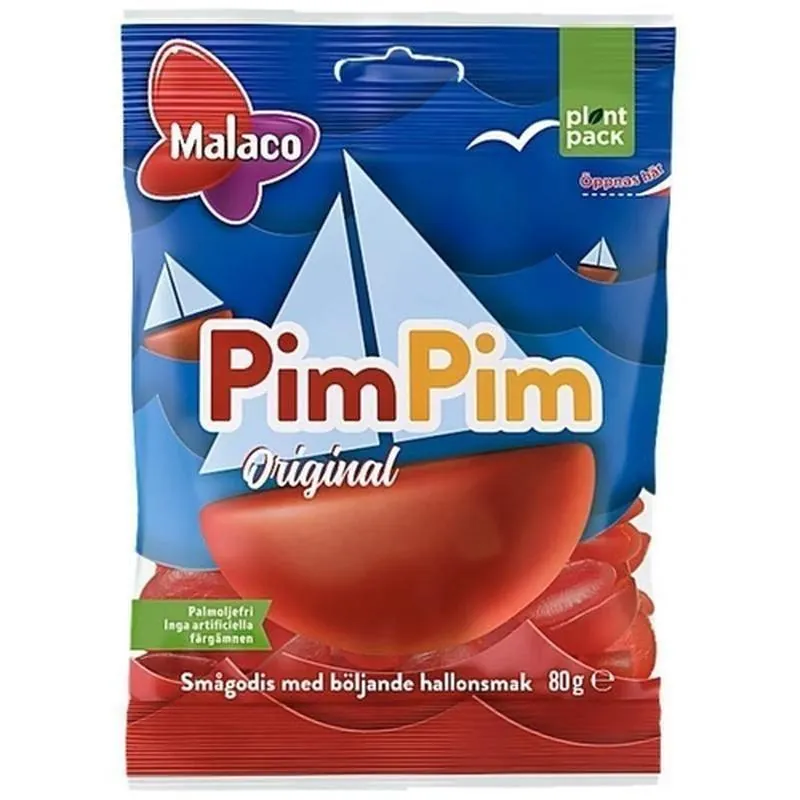 Malaco
plant
pack
Öppnas här
PimPim
Original
Palmoljefri
Inga artificiella
färgämnen
Smågodis med böljande hallonsmak 80g ℮